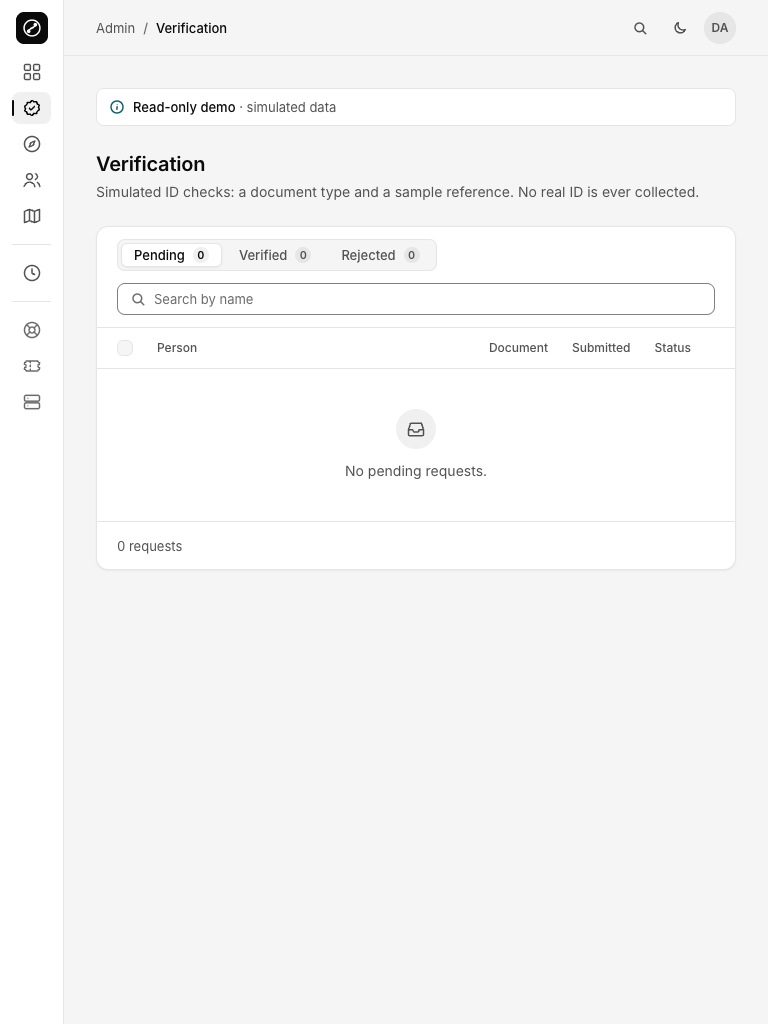 Admin / Verification
DA
Read-only demo · simulated data
Verification
Simulated ID checks: a document type and a sample reference. No real ID is ever collected.
Pending 0 Verified 0 Rejected 0
Search by name
Person Document Submitted Status
No pending requests.
0 requests